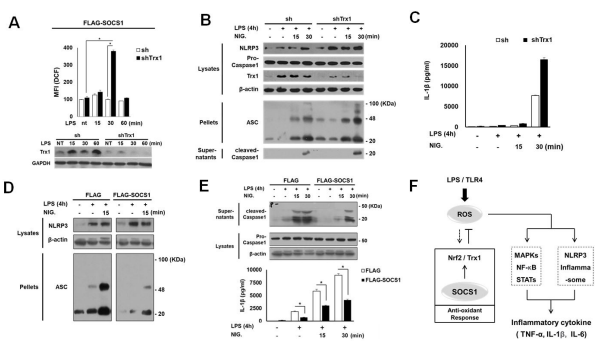 A
FLAG-SOCS1
MFI (DCF)
500
400
300
200
100
0
*
*
sh
shTrx1
LPS nt 15 30 60 (min)
sh shTrx1
LPS NT 15 30 60 NT 15 30 60 (min)
Trx1
GAPDH
B
sh shTrx1
LPS (4h) - + + + - + + +
NIG. - - 15 30 - - 15 30 (min)
Lysates
NLRP3
Pro-Caspase1
Trx1
β-actin
Pellets
ASC
- 100 (KDa)
- 48
- 20
Super-natants
cleaved-Caspase1
- 20
C
sh
shTrx1
IL-1β (pg/ml)
20000
15000
10000
5000
0
LPS (4h) - + + +
NIG. - - 15 30 (min)
D
FLAG FLAG-SOCS1
LPS (4h) - + + - + +
NIG. - - 15 - - 15 (min)
Lysates
NLRP3
β-actin
Pellets
ASC
- 100 (KDa)
- 48
- 20
E
FLAG FLAG-SOCS1
LPS (4h) - + + + - + + +
NIG. - - 15 30 - - 15 30 (min)
Super-natants
cleaved-Caspase1
- 50 (KDa)
- 20
Lysates
Pro-Caspase1
- 50
β-actin
FLAG
FLAG-SOCS1
IL-1β (pg/ml)
10000
8000
6000
4000
2000
0
*
*
*
LPS (4h) - + + +
NIG. - - 15 30 (min)
F
LPS / TLR4
ROS
Nrf2 / Trx1
SOCS1
Anti-oxidant
Response
MAPKs
NF-κB
STATs
NLRP3
Inflamma
-some
Inflammatory cytokine
( TNF-α, IL-1β, IL-6)